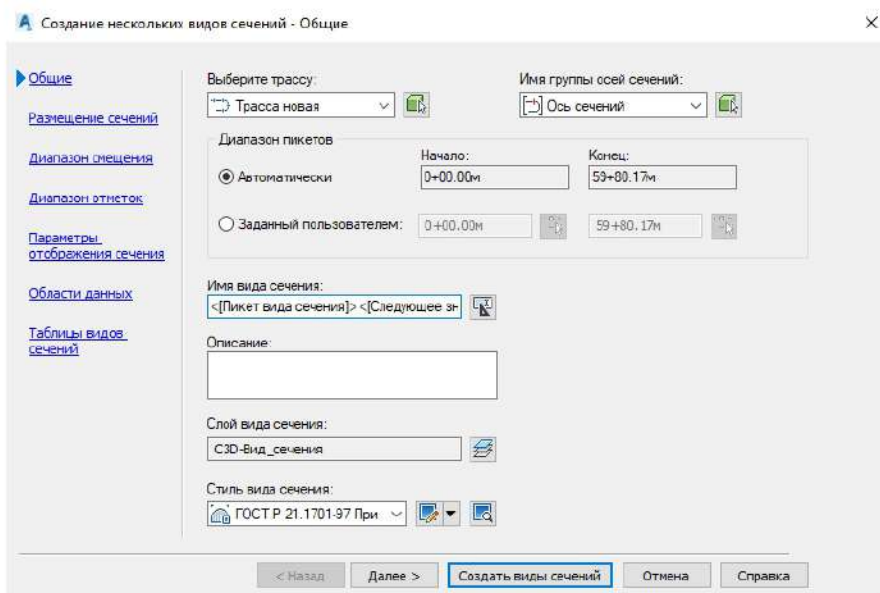 Создание нескольких видов сечений - Общие
Общие
Размещение сечений
Диапазон смещения
Диапазон отметок
Параметры
отображения сечения
Области данных
Таблицы видов
сечений
Выберите трассу:
Трасса новая
Имя группы осей сечений:
Ось сечений
Диапазон пикетов
Начало:
Конец:
Автоматически
0+00.00м
59+80.17м
Заданный пользователем:
0+00.00м
59+80.17м
Имя вида сечения:
<[Пикет вида сечения]> <[Следующее зн
Описание:
Слой вида сечения:
C3D-Вид_сечения
Стиль вида сечения:
ГОСТ Р 21.1701-97 При
< Назад
Далее >
Создать виды сечений
Отмена
Справка